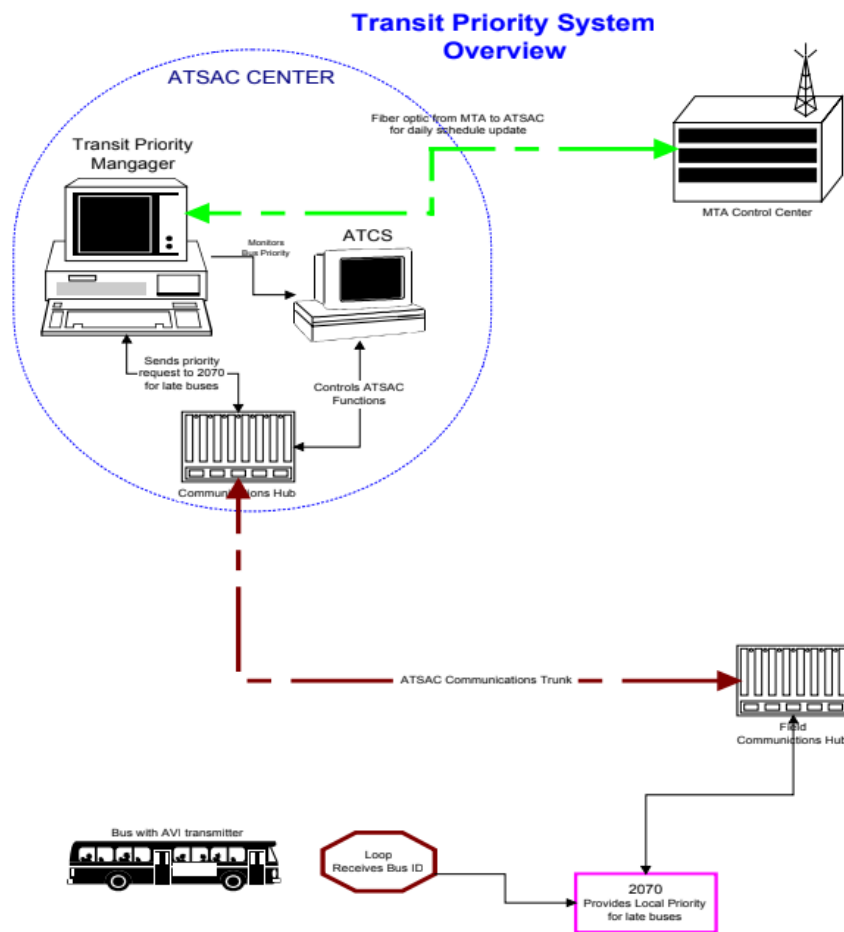 Transit Priority System
Overview
ATSAC CENTER
Fiber optic from MTA to ATSAC
for daily schedule update
Transit Priority
Mangager
MTA Control Center
Monitors
Bus Priority
ATCS
Sends priority
request to 2070
for late buses
Controls ATSAC
Functions
Communications Hub
ATSAC Communications Trunk
Field
Communictions Hub
Bus with AVI transmitter
Loop
Receives Bus ID
2070
Provides Local Priority
for late buses